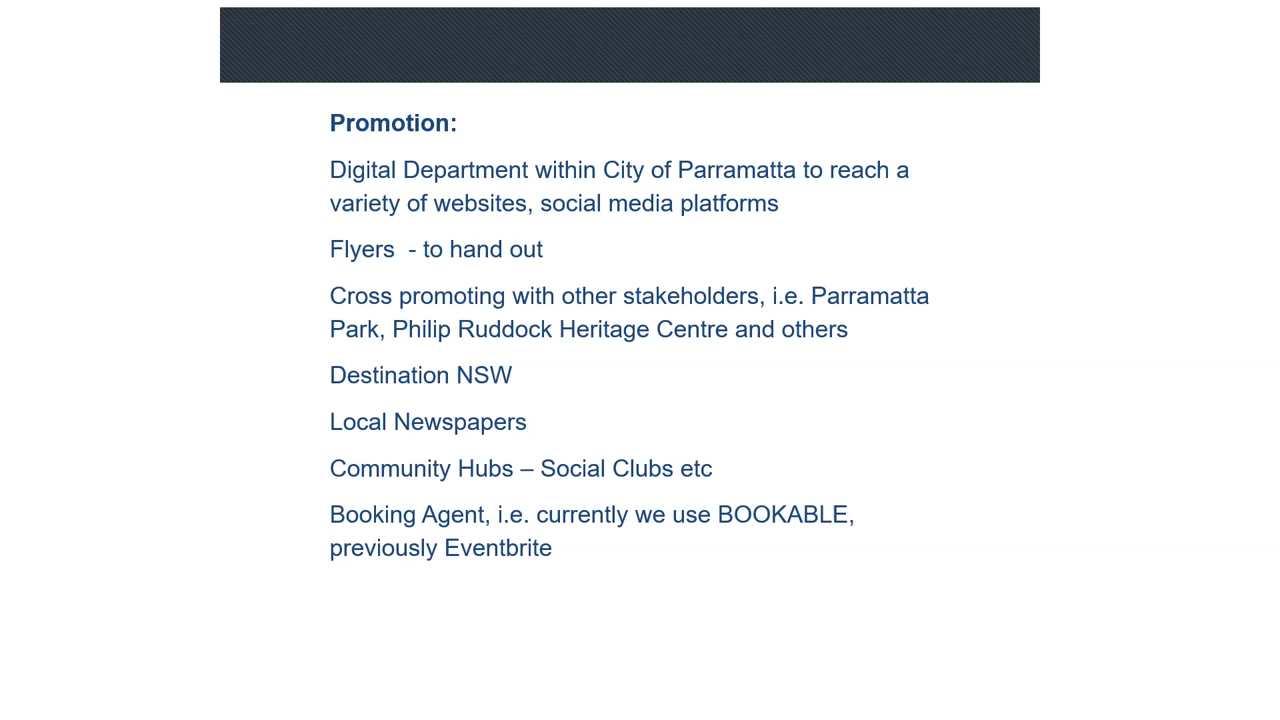 Promotion:
Digital Department within City of Parramatta to reach a
variety of websites, social media platforms
Flyers  - to hand out
Cross promoting with other stakeholders, i.e. Parramatta
Park, Philip Ruddock Heritage Centre and others
Destination NSW
Local Newspapers
Community Hubs – Social Clubs etc
Booking Agent, i.e. currently we use BOOKABLE,
previously Eventbrite